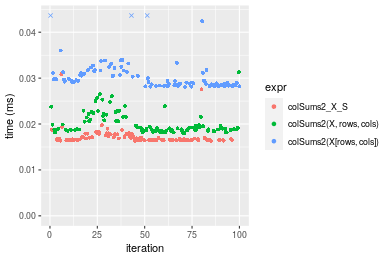 0.04
0.03
0.02
0.01
0.00
time (ms)
0
25
50
75
100
iteration
expr
colSums2_X_S
colSums2(X, rows, cols)
colSums2(X[rows, cols])